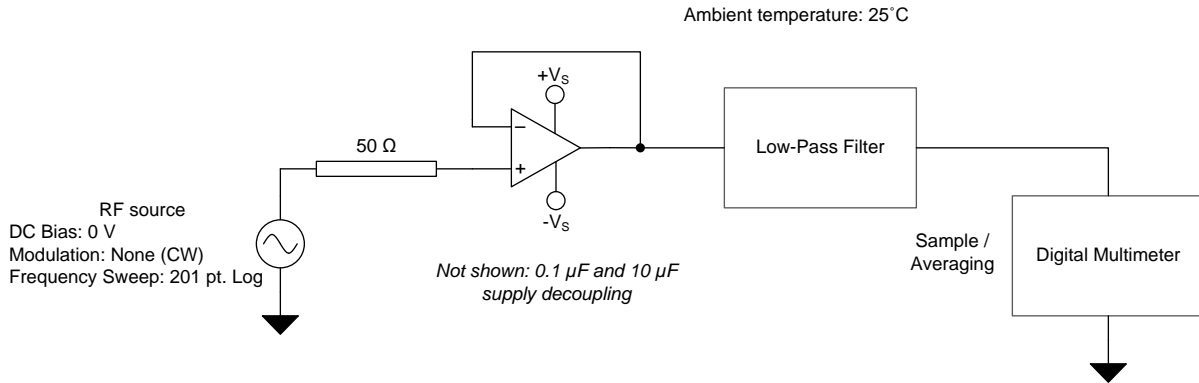 Ambient temperature: 25˚C
+VS
50 Ω
−
+
-VS
Low-Pass Filter
RF source
DC Bias: 0 V
Modulation: None (CW)
Frequency Sweep: 201 pt. Log
Not shown: 0.1 µF and 10 µF
supply decoupling
Sample /
Averaging
Digital Multimeter